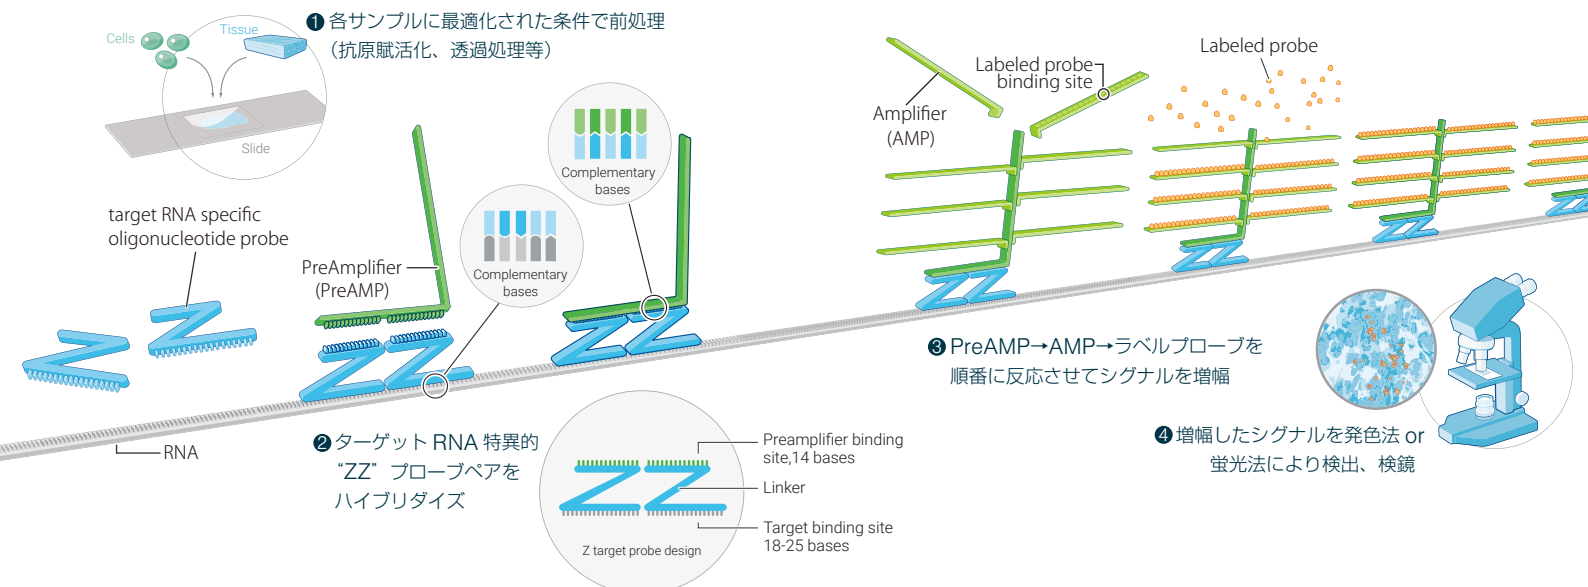 ❶ 各サンプルに最適化された条件で前処理
（抗原賦活化、透過処理等）
Cells
Tissue
Slide
target RNA specific
oligonucleotide probe
PreAmplifier
(PreAMP)
Complementary
bases
Complementary
bases
RNA
❷ ターゲット RNA 特異的
“ZZ” プローブペアを
ハイブリダイズ
Preamplifier binding
site,14 bases
Linker
Target binding site
18-25 bases
Z target probe design
Amplifier
(AMP)
Labeled probe
binding site
Labeled probe
❸ PreAMP→AMP→ラベルプローブを
順番に反応させてシグナルを増幅
❹ 増幅したシグナルを発色法 or
蛍光法により検出、検鏡